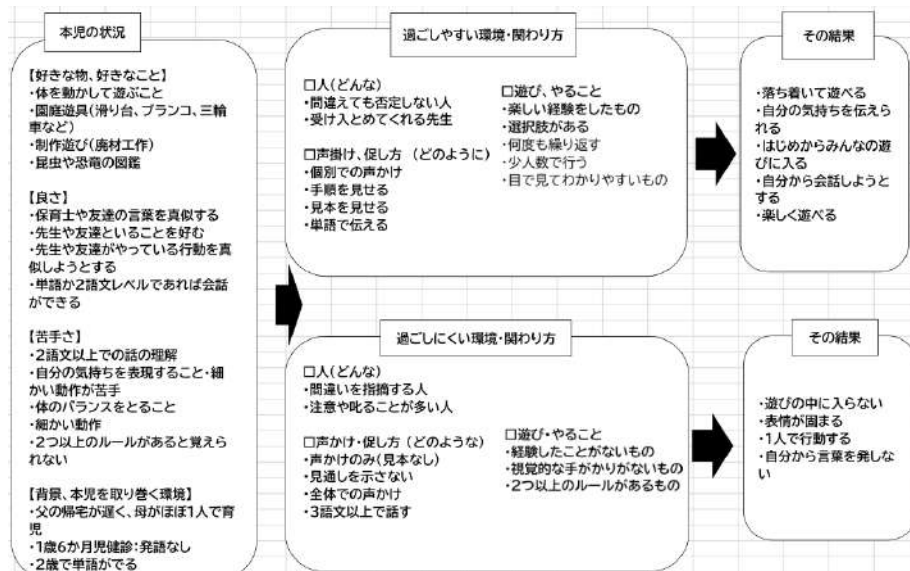 本児の状況
【好きな物、好きなこと】
・体を動かして遊ぶこと
・園庭遊具(滑り台、ブランコ、三輪
車など)
・制作遊び(廃材工作)
・昆虫や恐竜の図鑑
【良さ】
・保育士や友達の言葉を真似する
・先生や友達といることを好む
・先生や友達がやっている行動を真
似しようとする
・単語か2語文レベルであれば会話
ができる
【苦手さ】
・2語文以上での話の理解
・自分の気持ちを表現すること・細
かい動作が苦手
・体のバランスをとること
・細かい動作
・2つ以上のルールがあると覚えら
れない
【背景、本児を取り巻く環境】
・父の帰宅が遅く、母がほぼ1人で育
児
・1歳6か月児健診:発語なし
・2歳で単語がでる
過ごしやすい環境・関わり方
□人(どんな)
・間違えても否定しない人
・受け入とめてくれる先生
□声掛け、促し方 (どのように)
・個別での声かけ
・手順を見せる
・見本を見せる
・単語で伝える
□遊び、やること
・楽しい経験をしたもの
・選択肢がある
・何度も繰り返す
・少人数で行う
・目で見てわかりやすいもの
その結果
・落ち着いて遊べる
・自分の気持ちを伝えら
れる
・はじめからみんなの遊
びに入る
・自分から会話しようと
する
・楽しく遊べる
過ごしにくい環境・関わり方
□人(どんな)
・間違いを指摘する人
・注意や叱ることが多い人
□声かけ・促し方 (どのような)
・声かけのみ(見本なし)
・見通しを示さない
・全体での声かけ
・3語文以上で話す
□遊び・やること
・経験したことがないもの
・視覚的な手がかりがないもの
・2つ以上のルールがあるもの
その結果
・遊びの中に入らない
・表情が固まる
・1人で行動する
・自分から言葉を発しな
い